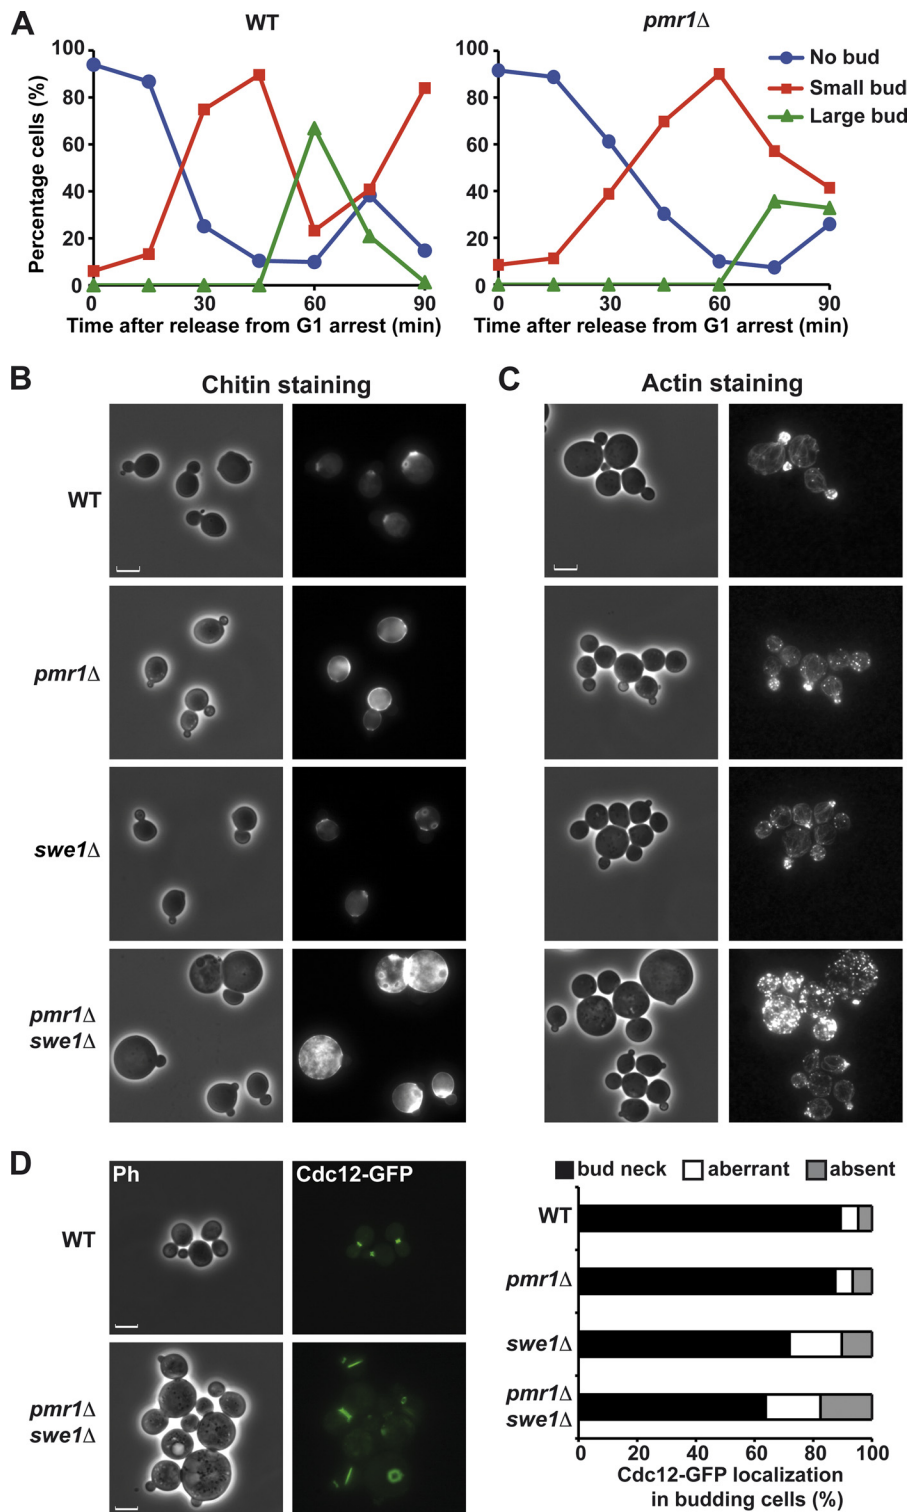 A
WT
pmr1Δ
No bud
Small bud
Large bud
Percentage cells (%)
100
80
60
40
20
0
0 30 60 90
Time after release from G1 arrest (min)
100
80
60
40
20
0
0 30 60 90
Time after release from G1 arrest (min)
B
Chitin staining
C
Actin staining
WT
pmr1Δ
swe1Δ
pmr1Δ
swe1Δ
D
Ph
Cdc12-GFP
WT
pmr1Δ
swe1Δ
bud neck aberrant absent
WT
pmr1Δ
swe1Δ
pmr1Δ
swe1Δ
0 20 40 60 80 100
Cdc12-GFP localization
in budding cells (%)